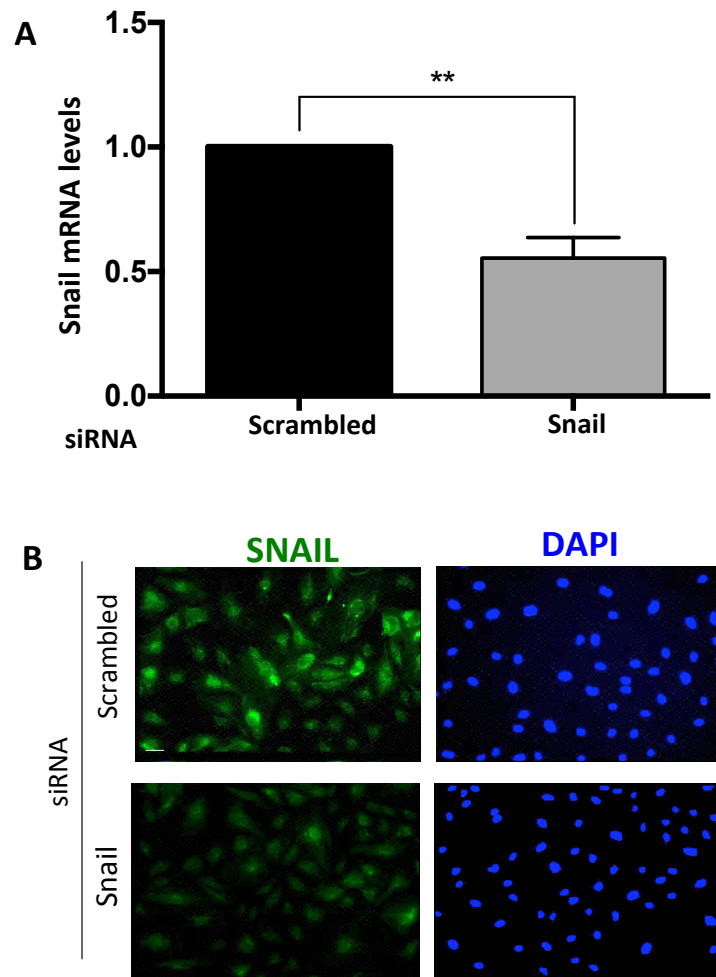 A
1.5
**
1.0
Snail mRNA levels
0.5
0.0
Scrambled
Snail
siRNA
B
SNAIL
DAPI
Scrambled
siRNA
Snail